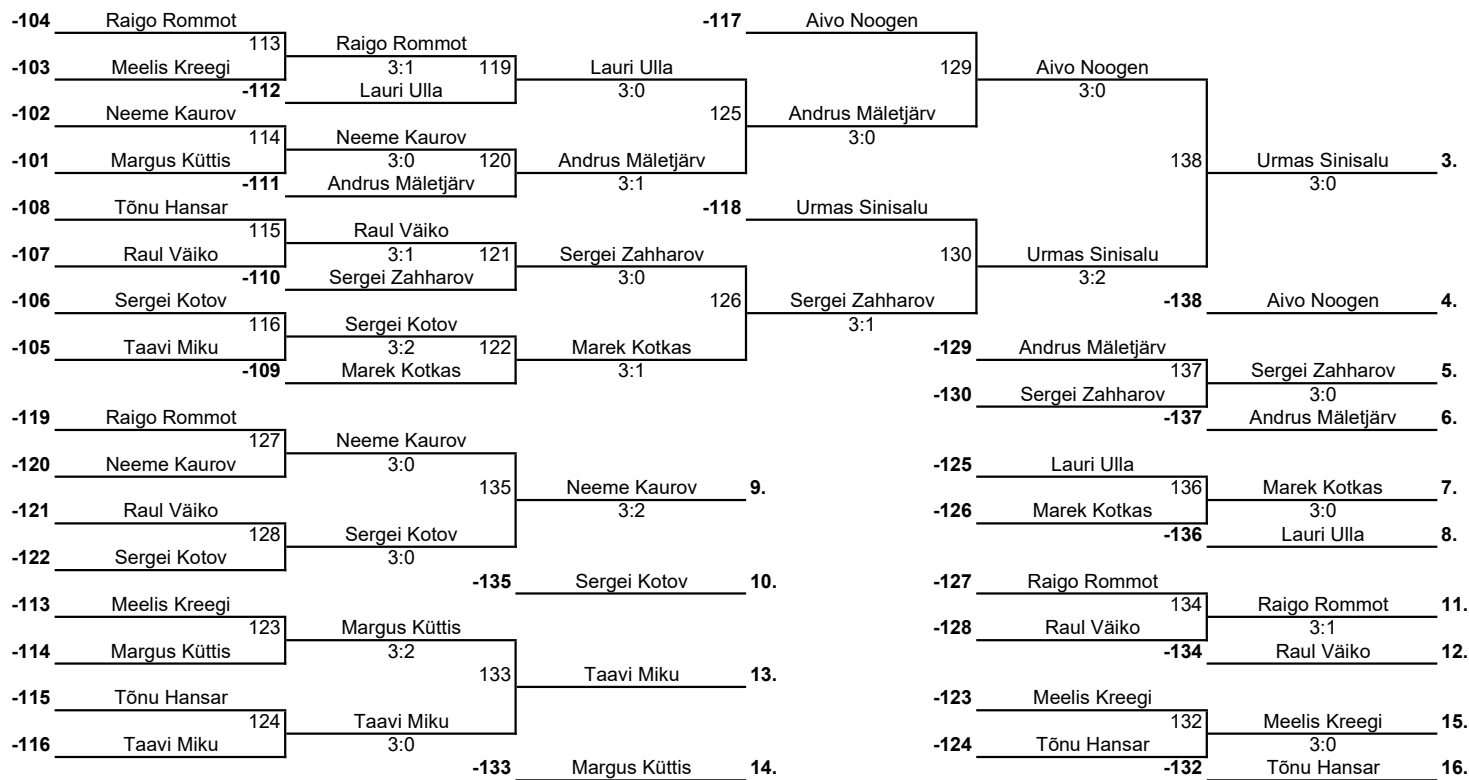 -104 Raigo Rommot -117 Aivo Noogen
113 Raigo Rommot 129 Aivo Noogen
-103 Meelis Kreegi 3:1 119 Lauri Ulla 3:0
-112 Lauri Ulla 3:0
-102 Neeme Kaurov 125 Andrus Mäletjärv
114 Neeme Kaurov 3:0
-101 Margus Küttis 3:0 120 Andrus Mäletjärv 138 Urmas Sinisalu 3.
-111 Andrus Mäletjärv 3:1 3:0
-108 Tõnu Hansar -118 Urmas Sinisalu
115 Raul Väiko
-107 Raul Väiko 3:1 121 Sergei Zahharov 130 Urmas Sinisalu
-110 Sergei Zahharov 3:0 3:2
-106 Sergei Kotov 126 Sergei Zahharov -138 Aivo Noogen 4.
116 Sergei Kotov 3:1
-105 Taavi Miku 3:2 122 Marek Kotkas -129 Andrus Mäletjärv
-109 Marek Kotkas 3:1 137 Sergei Zahharov 5.
-130 Sergei Zahharov 3:0
-119 Raigo Rommot -137 Andrus Mäletjärv 6.
127 Neeme Kaurov
-120 Neeme Kaurov 3:0 -125 Lauri Ulla
135 Neeme Kaurov 9. 136 Marek Kotkas 7.
-121 Raul Väiko 3:2 -126 Marek Kotkas 3:0
128 Sergei Kotov -136 Lauri Ulla 8.
-122 Sergei Kotov 3:0
-135 Sergei Kotov 10. -127 Raigo Rommot
-113 Meelis Kreegi 134 Raigo Rommot 11.
123 Margus Küttis -128 Raul Väiko 3:1
-114 Margus Küttis 3:2 -134 Raul Väiko 12.
133 Taavi Miku 13.
-115 Tõnu Hansar -123 Meelis Kreegi
124 Taavi Miku 132 Meelis Kreegi 15.
-116 Taavi Miku 3:0 -124 Tõnu Hansar 3:0
-133 Margus Küttis 14. -132 Tõnu Hansar 16.